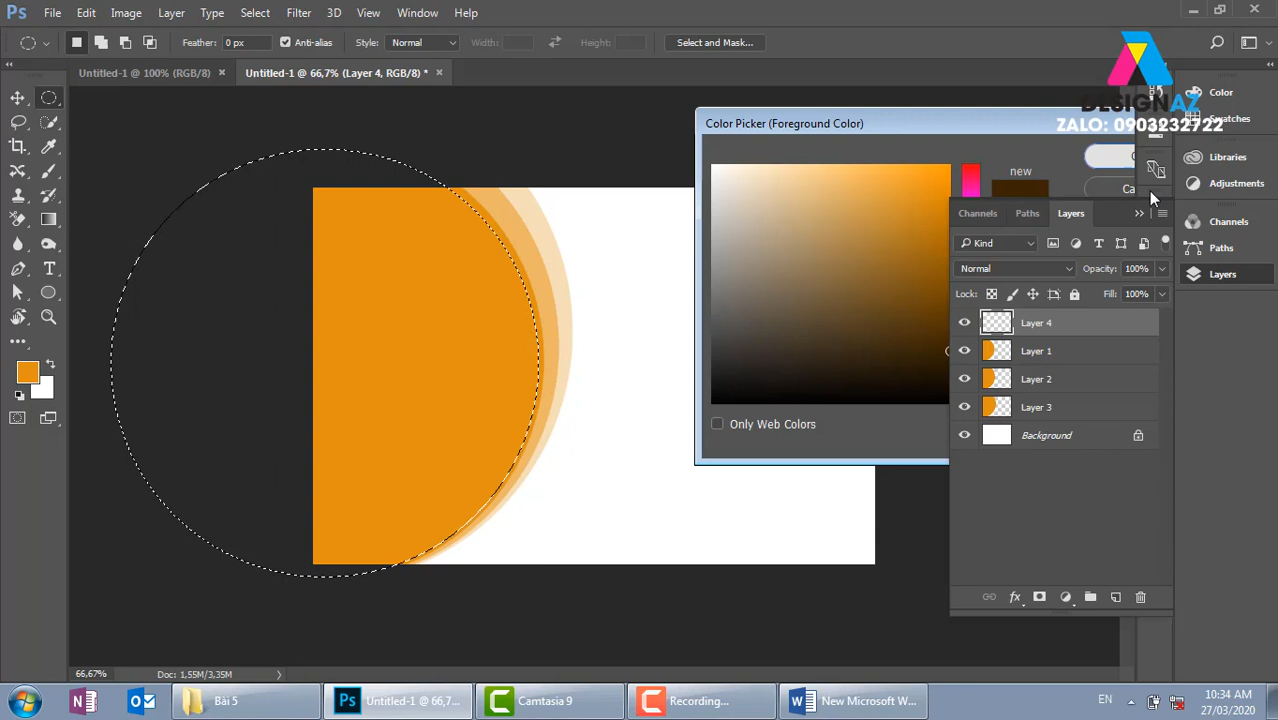 Ps File Edit Image Layer Type Select Filter 3D View Window Help
Feather: 0 px Anti-alias Style: Normal Width: Height: Select and Mask...
Untitled-1 @ 100% (RGB/8) Untitled-1 @ 66,7% (Layer 4, RGB/8) *
DESIGNAZ
ZALO: 0903232722
Color
Swatches
Libraries
Adjustments
Channels
Paths
Layers
Color Picker (Foreground Color)
new
Only Web Colors
Channels Paths Layers
Kind
Normal Opacity: 100%
Lock: Fill: 100%
Layer 4
Layer 1
Layer 2
Layer 3
Background
fx
66,67% Doc: 1,55M/3,35M
Bài 5
Ps Untitled-1 @ 66,7...
Camtasia 9
Recording...
New Microsoft W...
EN
10:34 AM
27/03/2020